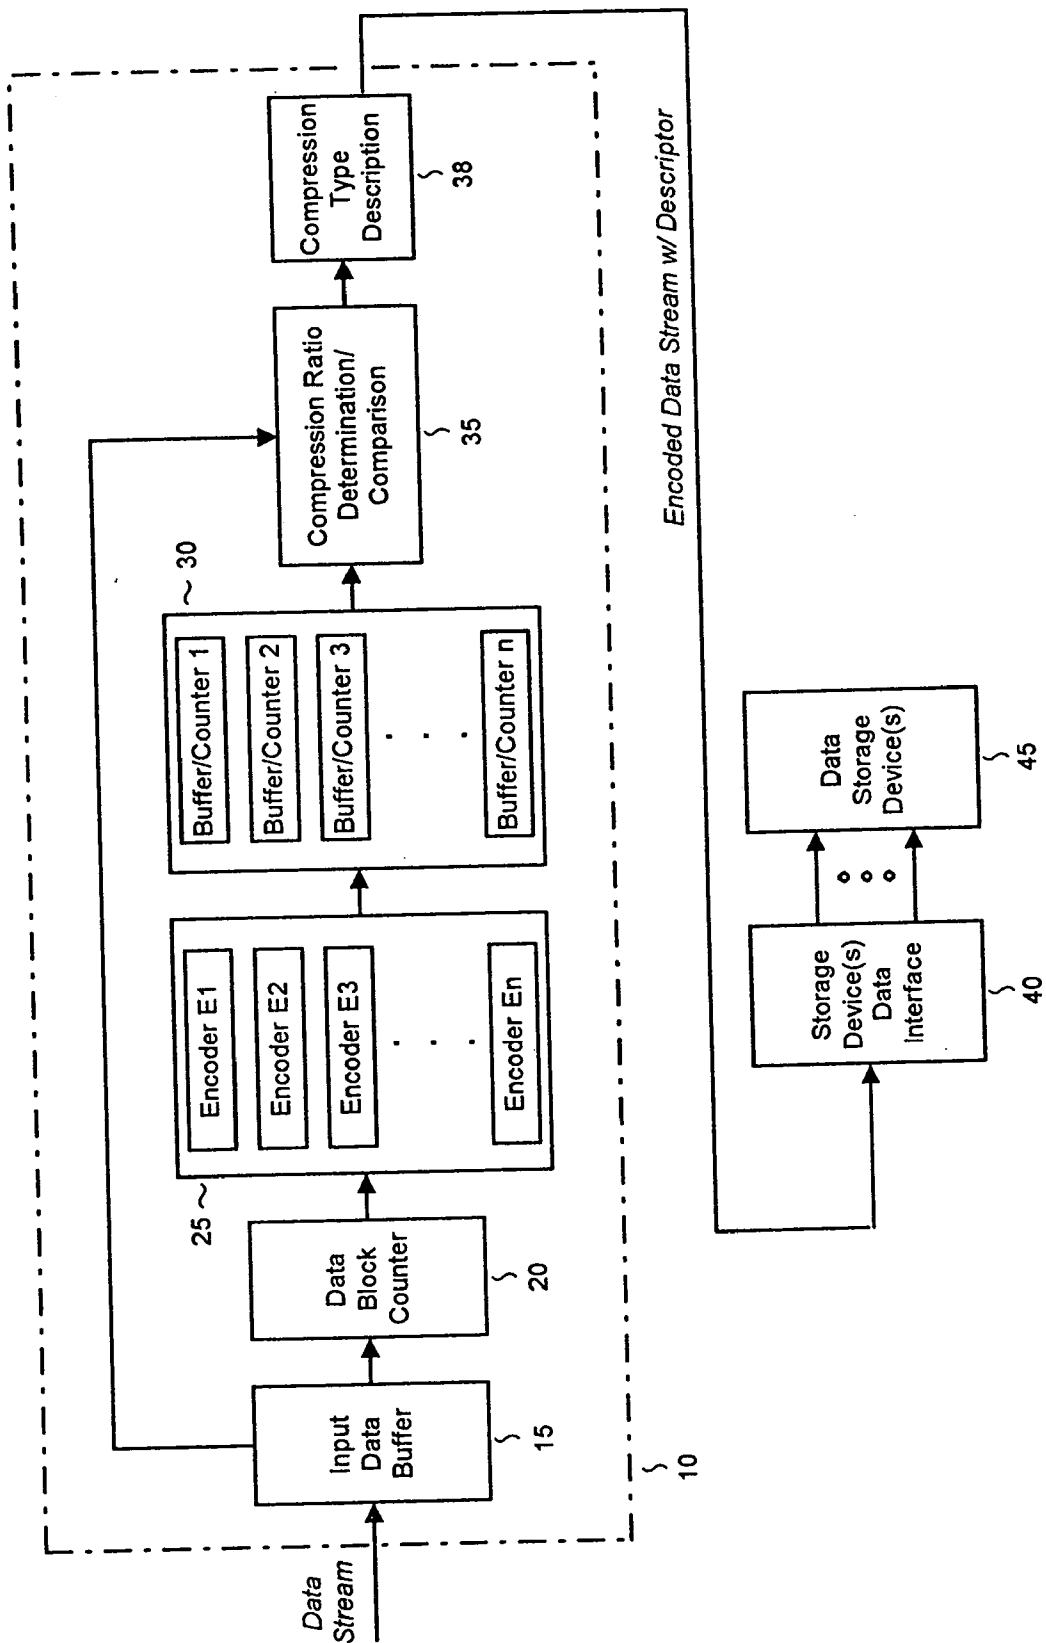 Data
Stream
Input
Data
Buffer
15
10
Data
Block
Counter
20
25
Encoder E1
Encoder E2
Encoder E3
Encoder En
30
Buffer/Counter 1
Buffer/Counter 2
Buffer/Counter 3
Buffer/Counter n
Compression Ratio
Determination/
Comparison
35
Compression
Type
Description
38
Encoded Data Stream w/ Descriptor
Storage
Device(s)
Data
Interface
40
Data
Storage
Device(s)
45